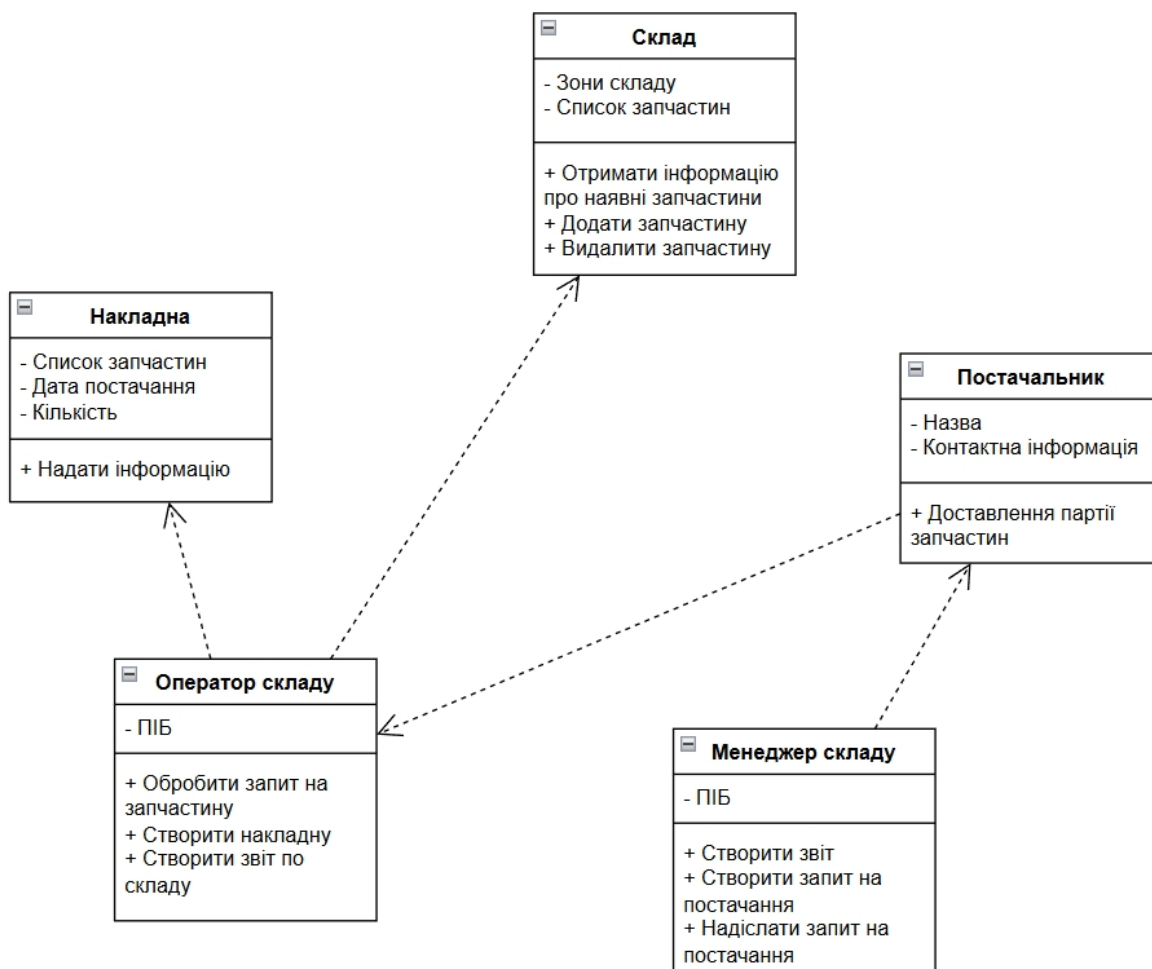 Склад
- Зони складу
- Список запчастин
+ Отримати інформацію
про наявні запчастини
+ Додати запчастину
+ Видалити запчастину
Накладна
- Список запчастин
- Дата постачання
- Кількість
+ Надати інформацію
Постачальник
- Назва
- Контактна інформація
+ Доставлення партії
запчастин
Оператор складу
- ПІБ
+ Обробити запит на
запчастину
+ Створити накладну
+ Створити звіт по
складу
Менеджер складу
- ПІБ
+ Створити звіт
+ Створити запит на
постачання
+ Надіслати запит на
постачання